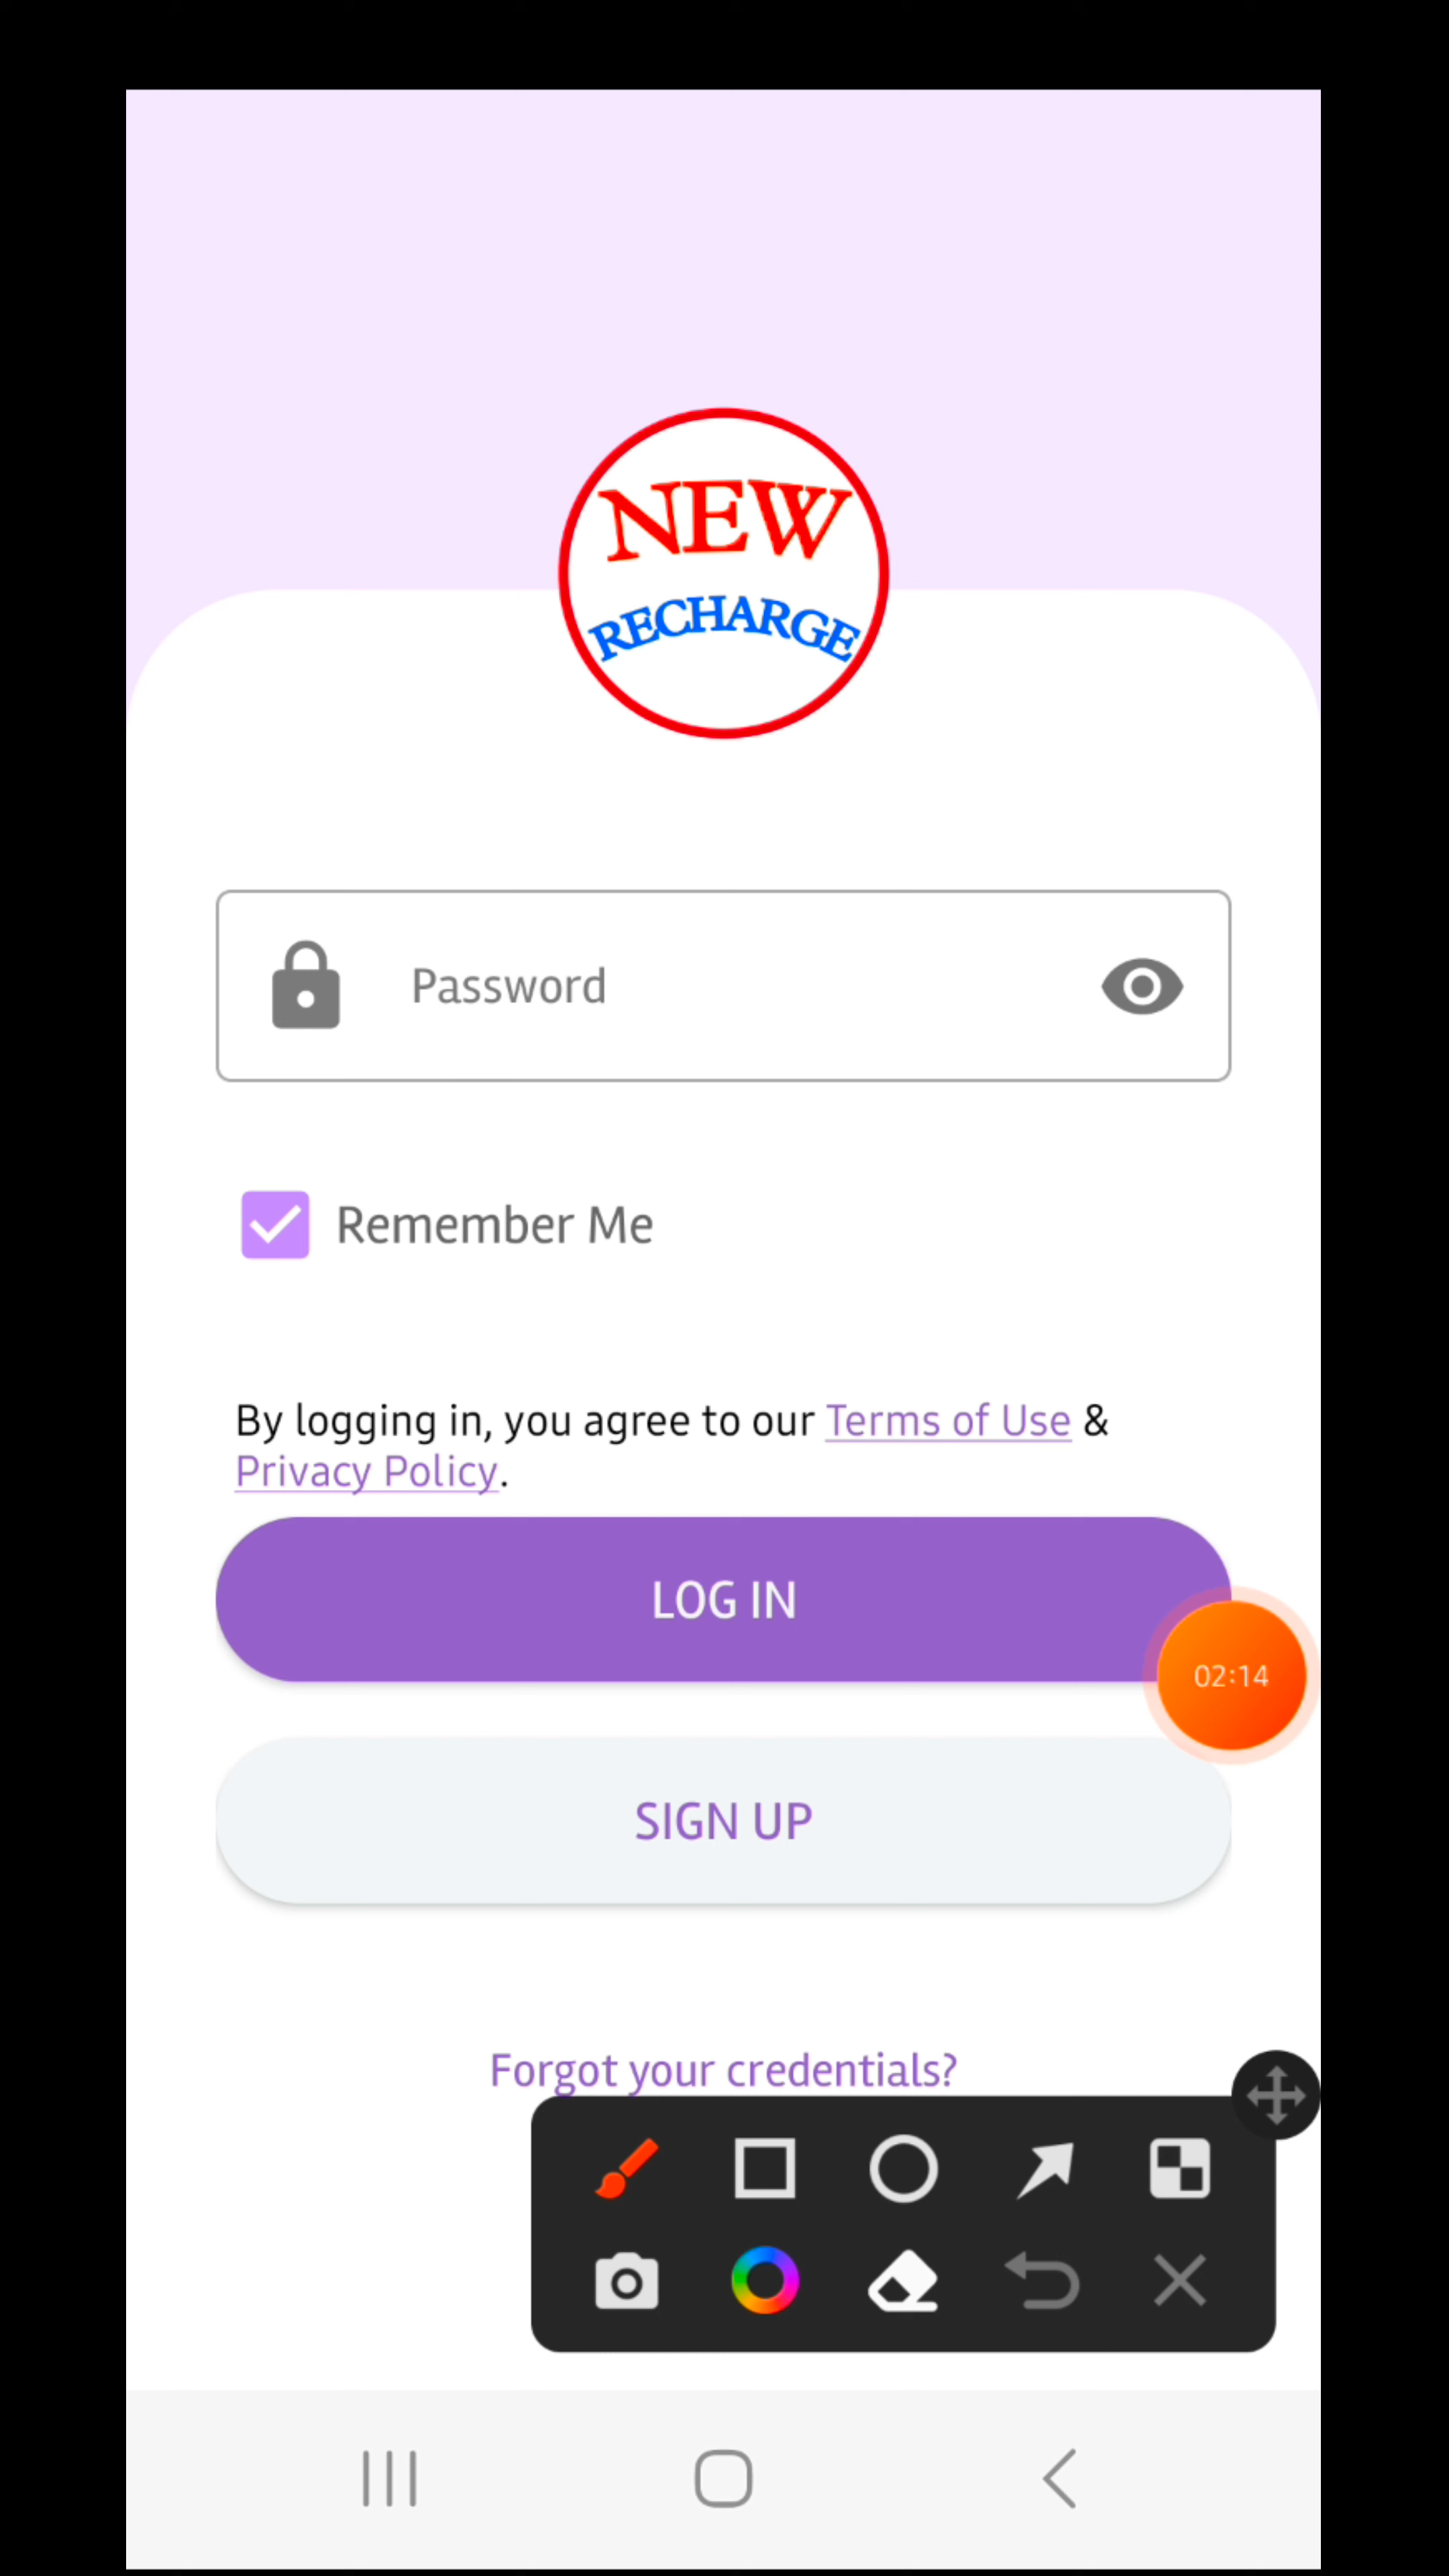 NEW
RECHARGE
Password
Remember Me
By logging in, you agree to our Terms of Use &
Privacy Policy.
LOG IN
02:14
SIGN UP
Forgot your credentials?